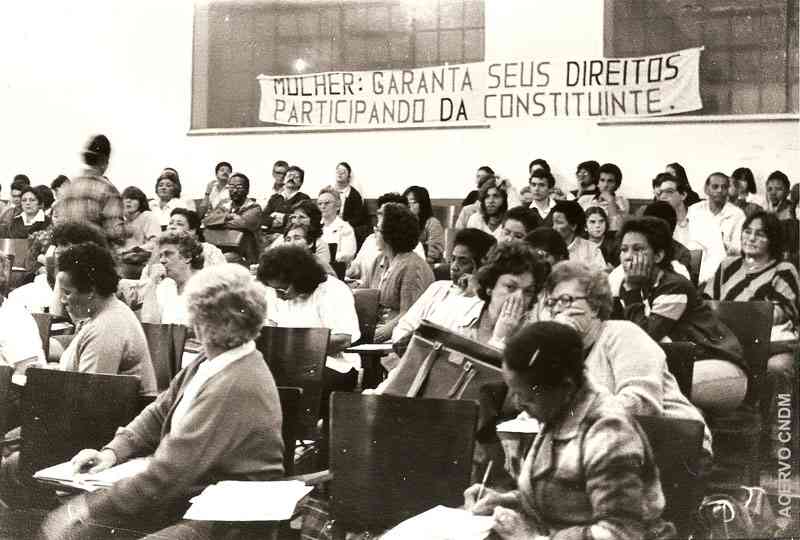 MULHER: GARANTA SEUS DIREITOS
PARTICIPANDO DA CONSTITUINTE.
ACERVO CNDM